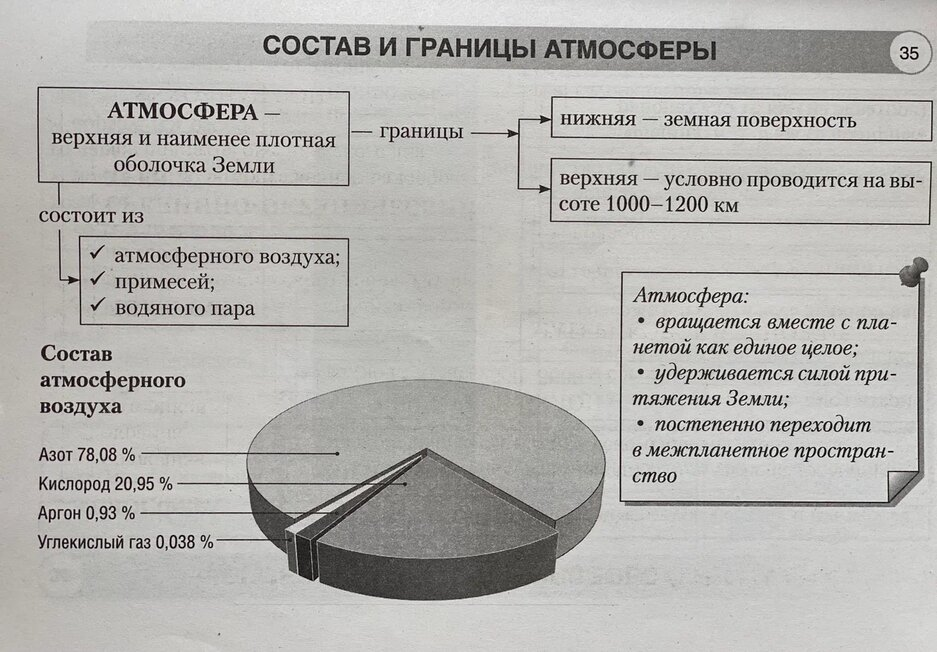 СОСТАВ И ГРАНИЦЫ АТМОСФЕРЫ
35
АТМОСФЕРА —
верхняя и наименее плотная
оболочка Земли
границы
нижняя — земная поверхность
верхняя — условно проводится на вы-
соте 1000–1200 км
состоит из
✓ атмосферного воздуха;
✓ примесей;
✓ водяного пара
Атмосфера:
• вращается вместе с пла-
нетой как единое целое;
• удерживается силой при-
тяжения Земли;
• постепенно переходит
в межпланетное простран-
ство
Состав
атмосферного
воздуха
Азот 78,08 %
Кислород 20,95 %
Аргон 0,93 %
Углекислый газ 0,038 %